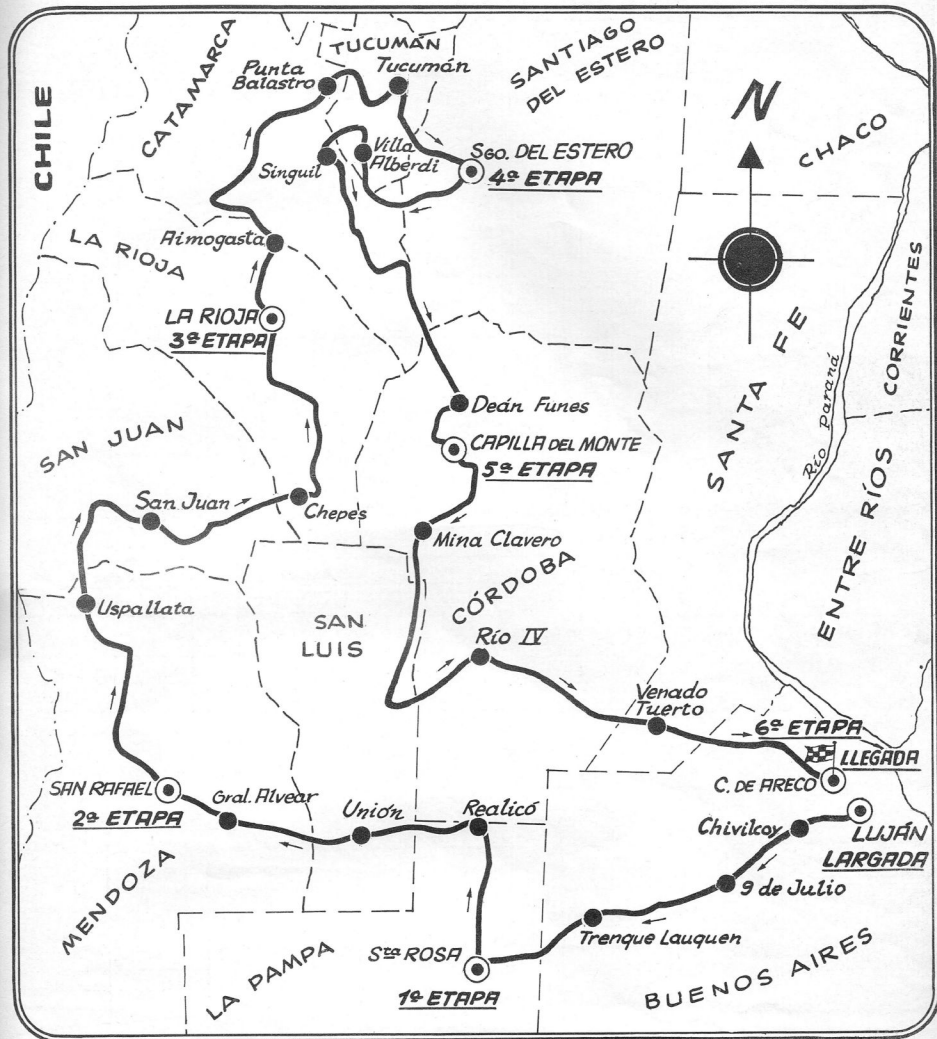 CHILE
CATAMARCA
TUCUMÁN
Tucumán
Punta
Balastro
SANTIAGO
DEL ESTERO
N
CHACO
Singuil
Villa
Alberdi
SGO. DEL ESTERO
4ª ETAPA
LA RIOJA
Aimogasta
LA RIOJA
3ª ETAPA
SANTA FE
Río Paraná
CORRIENTES
ENTRE RÍOS
Deán Funes
CAPILLA DEL MONTE
5ª ETAPA
SAN JUAN
San Juan
Chepes
Mina Clavero
Uspallata
SAN
LUIS
CÓRDOBA
Río IV
Venado
Tuerto
6ª ETAPA
LLEGADA
C. DE ARECO
SAN RAFAEL
2ª ETAPA
Gral. Alvear
Unión
Realicó
Chivilcoy
LUJÁN
LARGADA
9 de Julio
MENDOZA
Trenque Lauquen
LA PAMPA
Sta ROSA
1ª ETAPA
BUENOS AIRES